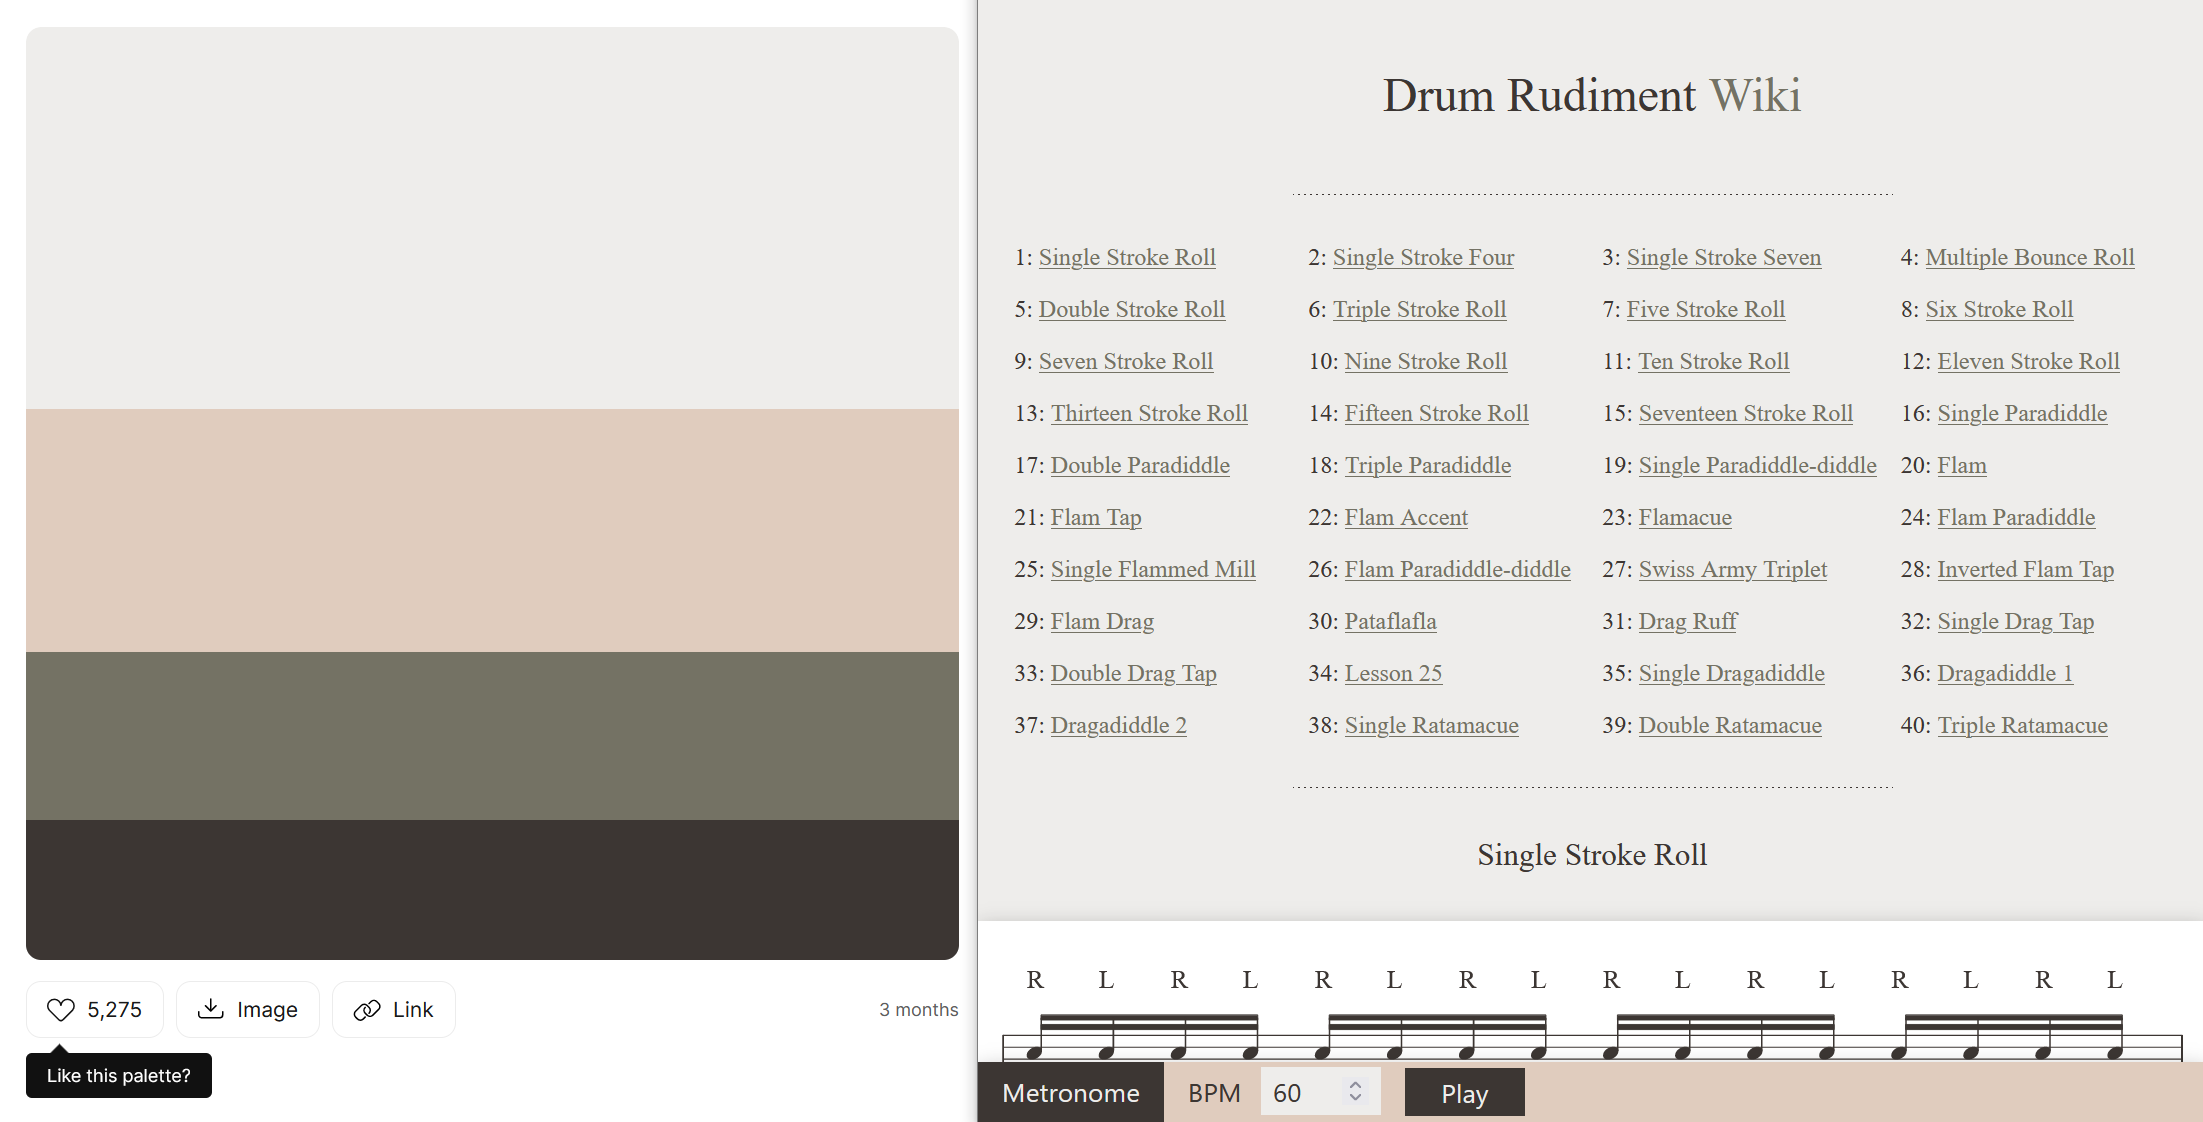 5,275
Image
Link
3 months
Like this palette?
Drum Rudiment Wiki
1: Single Stroke Roll 2: Single Stroke Four 3: Single Stroke Seven 4: Multiple Bounce Roll
5: Double Stroke Roll 6: Triple Stroke Roll 7: Five Stroke Roll 8: Six Stroke Roll
9: Seven Stroke Roll 10: Nine Stroke Roll 11: Ten Stroke Roll 12: Eleven Stroke Roll
13: Thirteen Stroke Roll 14: Fifteen Stroke Roll 15: Seventeen Stroke Roll 16: Single Paradiddle
17: Double Paradiddle 18: Triple Paradiddle 19: Single Paradiddle-diddle 20: Flam
21: Flam Tap 22: Flam Accent 23: Flamacue 24: Flam Paradiddle
25: Single Flammed Mill 26: Flam Paradiddle-diddle 27: Swiss Army Triplet 28: Inverted Flam Tap
29: Flam Drag 30: Pataflafla 31: Drag Ruff 32: Single Drag Tap
33: Double Drag Tap 34: Lesson 25 35: Single Dragadiddle 36: Dragadiddle 1
37: Dragadiddle 2 38: Single Ratamacue 39: Double Ratamacue 40: Triple Ratamacue
Single Stroke Roll
R L R L R L R L R L R L R L R L
Metronome BPM 60 Play